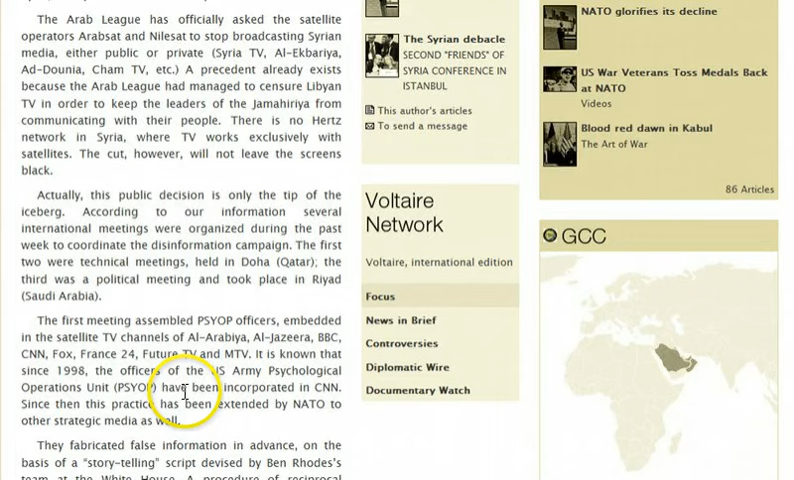 The Arab League has officially asked the satellite
operators Arabsat and Nilesat to stop broadcasting Syrian
media, either public or private (Syria TV, Al-Ekbariya,
Ad-Dounia, Cham TV, etc.) A precedent already exists
because the Arab League had managed to censure Libyan
TV in order to keep the leaders of the Jamahiriya from
communicating with their people. There is no Hertz
network in Syria, where TV works exclusively with
satellites. The cut, however, will not leave the screens
black.
Actually, this public decision is only the tip of the
iceberg. According to our information several
international meetings were organized during the past
week to coordinate the disinformation campaign. The first
two were technical meetings, held in Doha (Qatar); the
third was a political meeting and took place in Riyad
(Saudi Arabia).
The first meeting assembled PSYOP officers, embedded
in the satellite TV channels of Al-Arabiya, Al-Jazeera, BBC,
CNN, Fox, France 24, Future TV and MTV. It is known that
since 1998, the officers of the US Army Psychological
Operations Unit (PSYOP) have been incorporated in CNN.
Since then this practice has been extended by NATO to
other strategic media as well.
They fabricated false information in advance, on the
basis of a "story-telling" script devised by Ben Rhodes's
team at the White House. A procedure of reciprocal
The Syrian debacle
SECOND "FRIENDS" OF
SYRIA CONFERENCE IN
ISTANBUL
This author's articles
To send a message
Voltaire
Network
Voltaire, international edition
Focus
News in Brief
Controversies
Diplomatic Wire
Documentary Watch
NATO glorifies its decline
US War Veterans Toss Medals Back
at NATO
Videos
Blood red dawn in Kabul
The Art of War
86 Articles
GCC